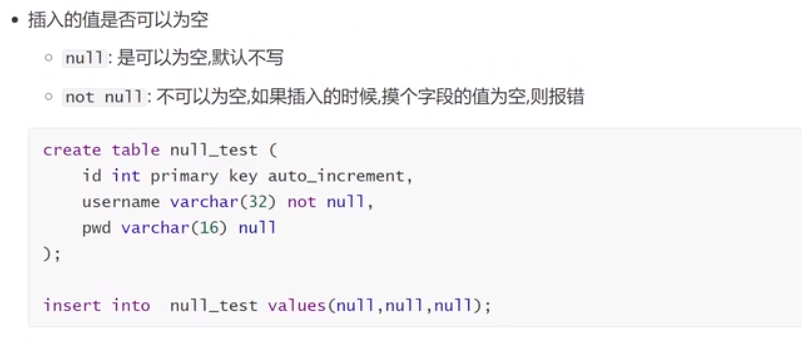 插入的值是否可以为空
null: 是可以为空,默认不写
not null: 不可以为空,如果插入的时候,摸个字段的值为空,则报错
create table null_test (
    id int primary key auto_increment,
    username varchar(32) not null,
    pwd varchar(16) null
);
insert into  null_test values(null,null,null);